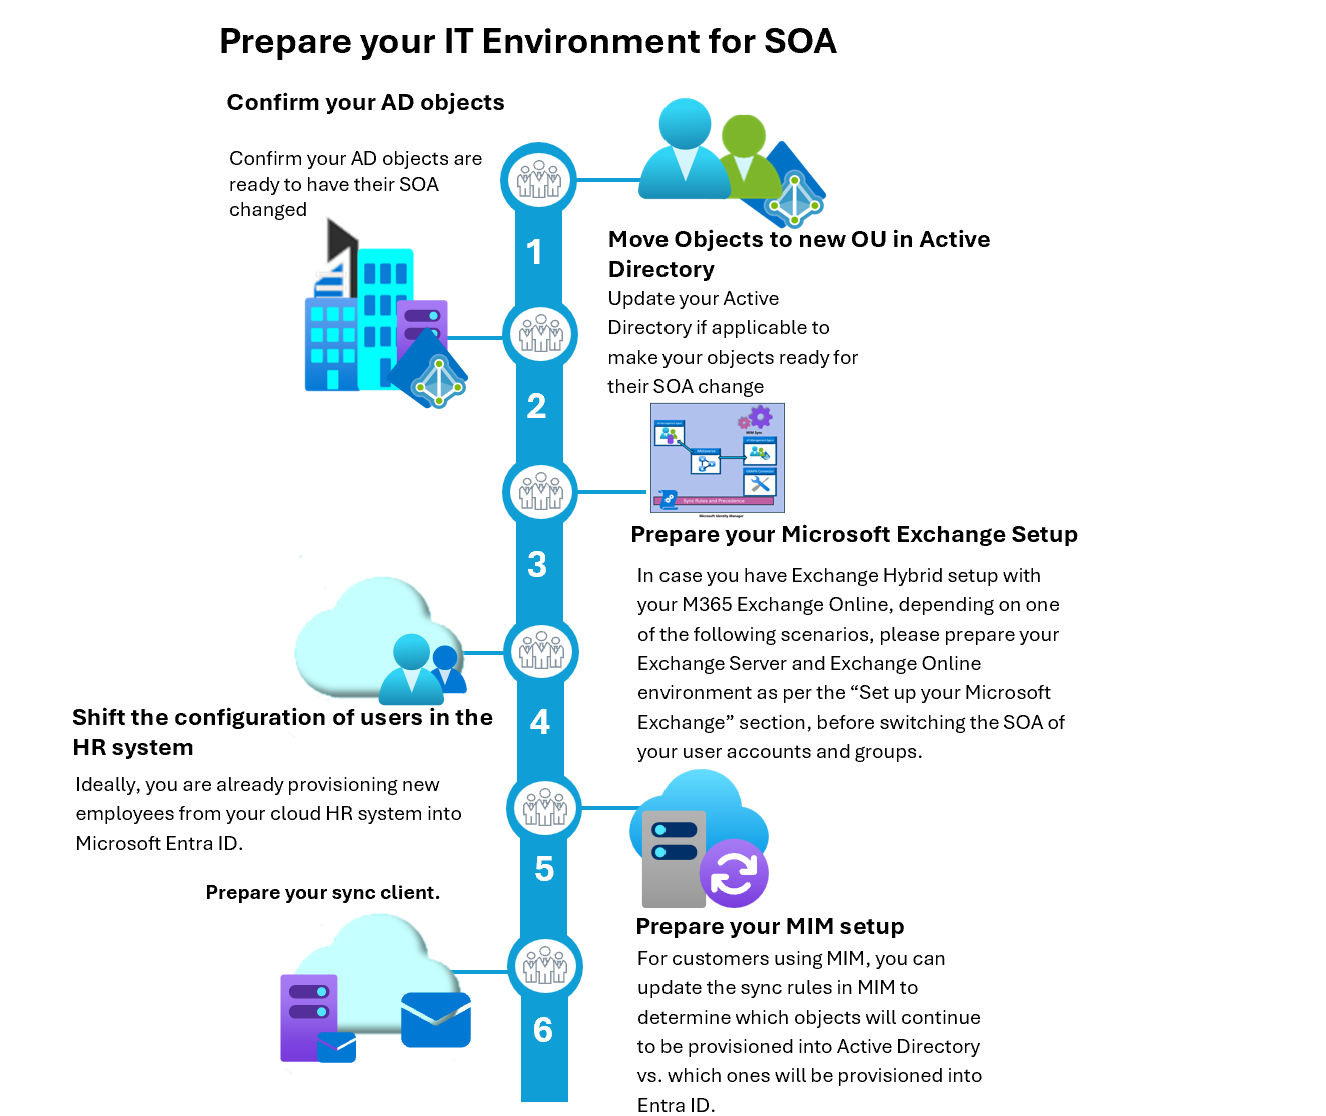 Prepare your IT Environment for SOA
Confirm your AD objects
Confirm your AD objects are
ready to have their SOA
changed
1
Move Objects to new OU in Active
Directory
Update your Active
Directory if applicable to
make your objects ready for
their SOA change
2
MIM Sync
Sync Rules and Precedence
Microsoft Identity Manager
3
Prepare your Microsoft Exchange Setup
In case you have Exchange Hybrid setup with
your M365 Exchange Online, depending on one
of the following scenarios, please prepare your
Exchange Server and Exchange Online
environment as per the “Set up your Microsoft
Exchange” section, before switching the SOA of
your user accounts and groups.
Shift the configuration of users in the
HR system
Ideally, you are already provisioning new
employees from your cloud HR system into
Microsoft Entra ID.
4
5
Prepare your sync client.
Prepare your MIM setup
For customers using MIM, you can
update the sync rules in MIM to
determine which objects will continue
to be provisioned into Active Directory
vs. which ones will be provisioned into
Entra ID.
6